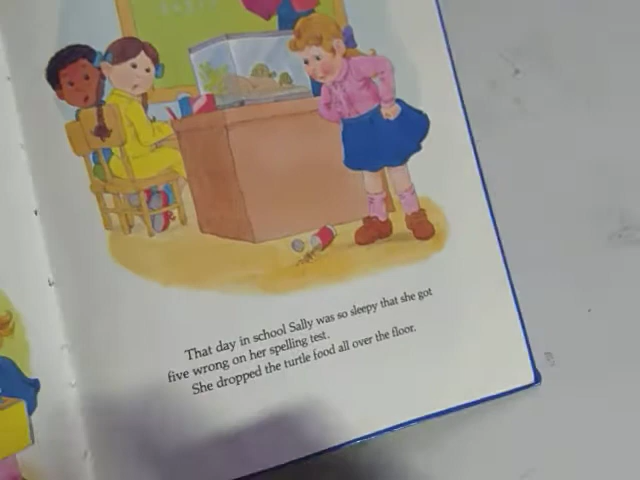 That day in school Sally was so sleepy that she got
five wrong on her spelling test.
She dropped the turtle food all over the floor.